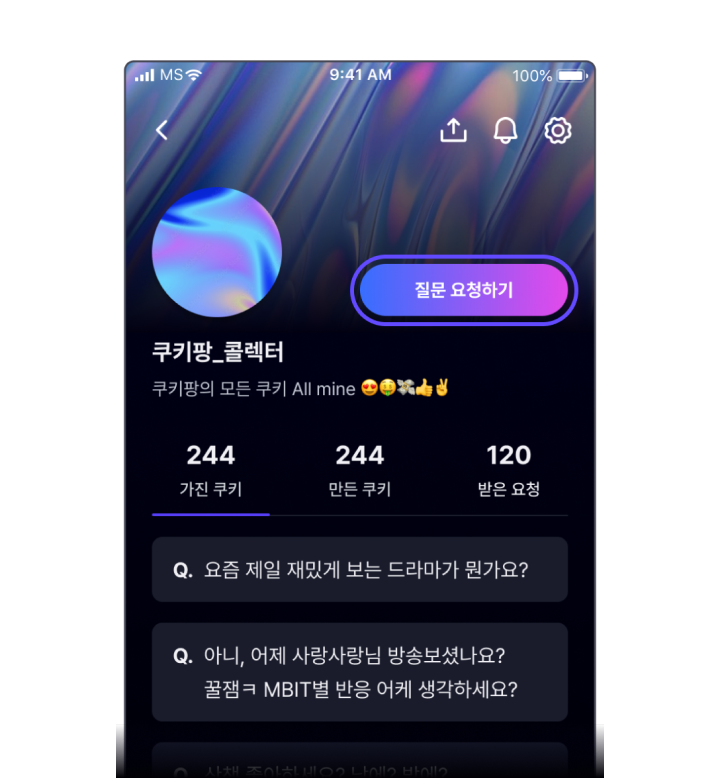 MS 9:41 AM 100%
질문 요청하기
쿠키팡_콜렉터
쿠키팡의 모든 쿠키 All mine 😍🤑💸👍✌️
244 244 120
가진 쿠키 만든 쿠키 받은 요청
Q. 요즘 제일 재밌게 보는 드라마가 뭔가요?
Q. 아니, 어제 사랑사랑님 방송보셨나요?
꿀잼ㅋ MBIT별 반응 어케 생각하세요?